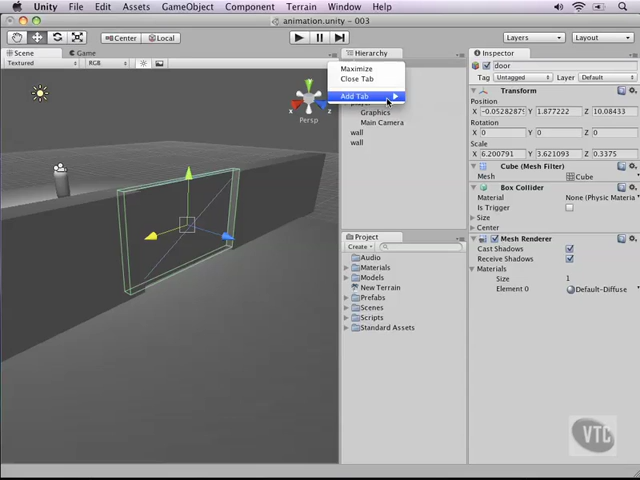 Unity File Edit Assets GameObject Component Terrain Window Help
animation.unity - 003
Center Local Layers Layout
Scene Game Hierarchy Inspector
Textured RGB
Maximize
Close Tab
Add Tab
Graphics
Main Camera
wall
wall
Persp
Project
Create
Audio
Materials
Models
New Terrain
Prefabs
Scenes
Scripts
Standard Assets
door
Tag Untagged Layer Default
Transform
Position
X -0.0528287 Y 1.877222 Z 10.08433
Rotation
X 0 Y 0 Z 0
Scale
X 6.200791 Y 3.621093 Z 0.3375
Cube (Mesh Filter)
Mesh Cube
Box Collider
Material None (Physic Materia
Is Trigger
Size
Center
Mesh Renderer
Cast Shadows
Receive Shadows
Materials
Size 1
Element 0 Default-Diffuse
VTC